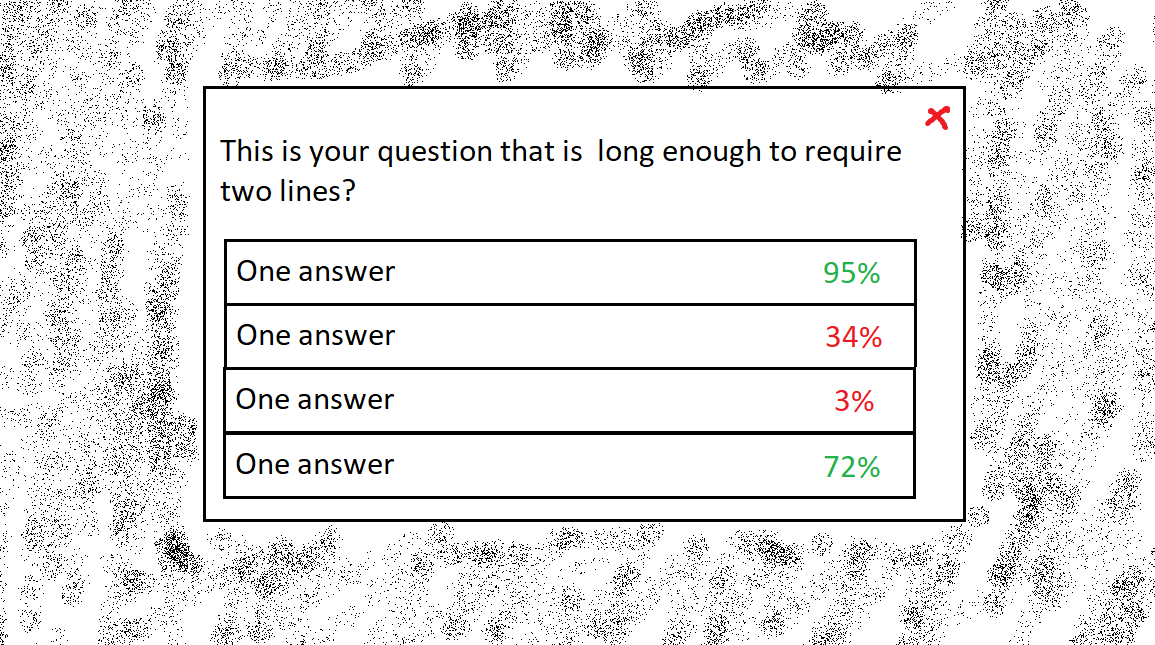 This is your question that is  long enough to require
two lines?
One answer 95%
One answer 34%
One answer 3%
One answer 72%